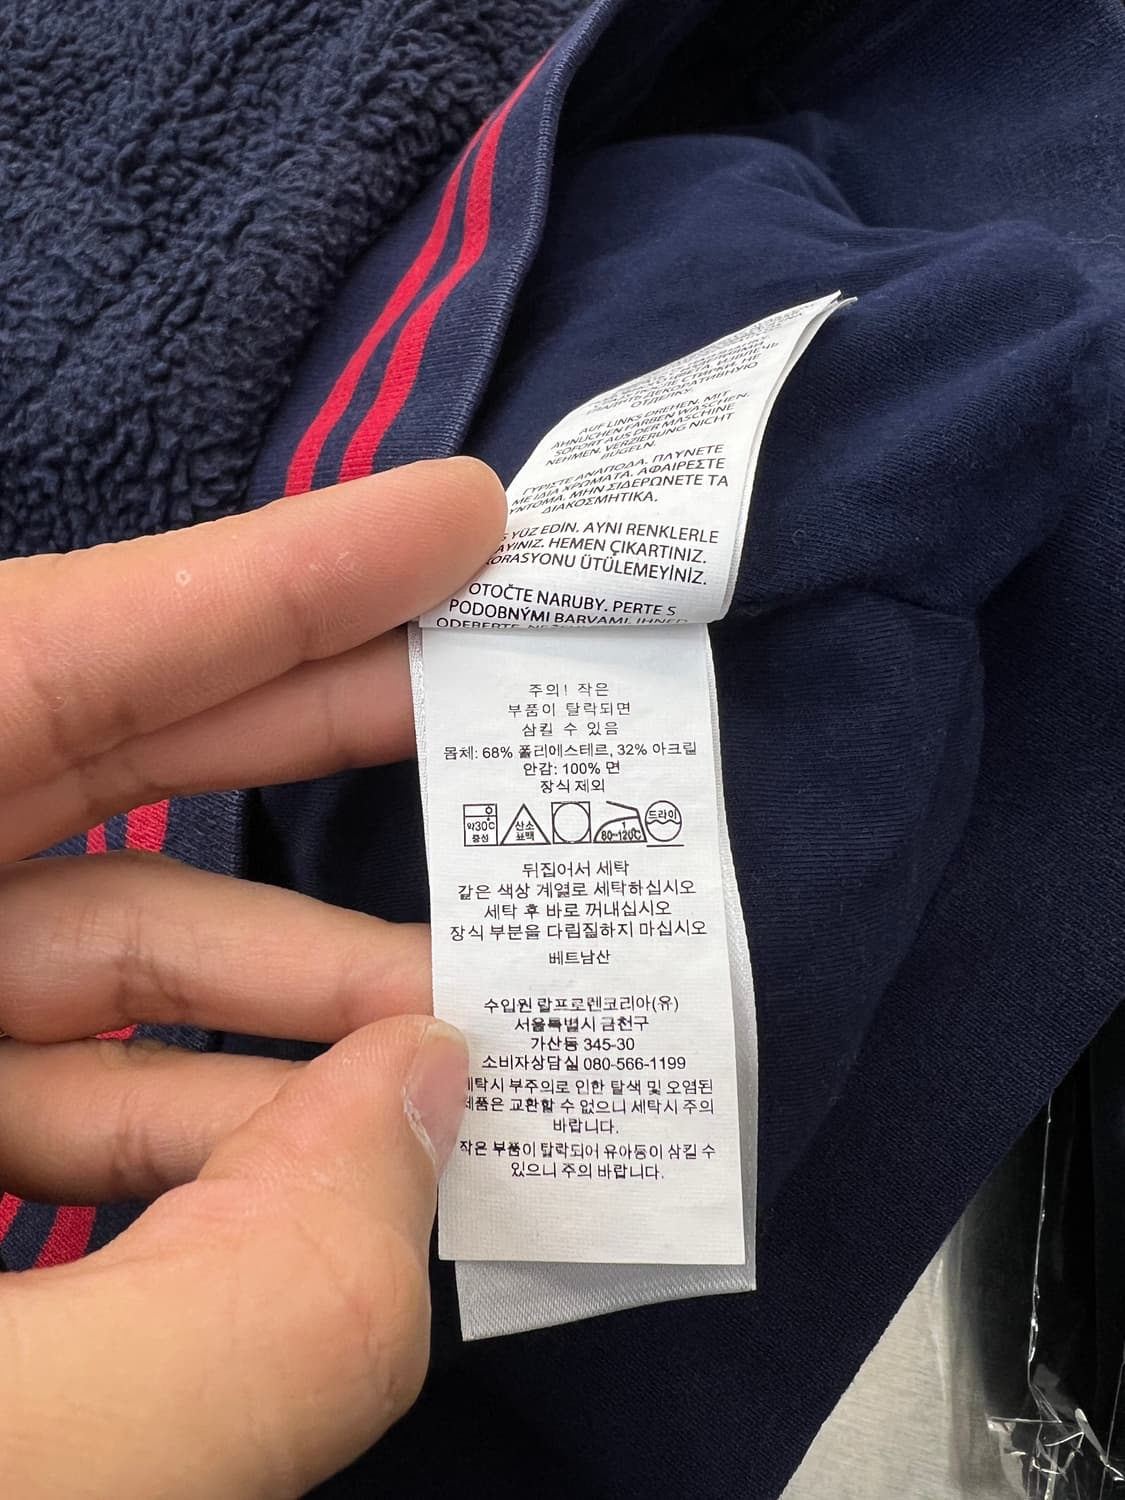 ПОСЛЕ СТИРКИ. НЕ
ГЛАДИТЬ ДЕКОРАТИВНУЮ
ОТДЕЛКУ.
AUF LINKS DREHEN. MIT
ÄHNLICHEN FARBEN WASCHEN.
SOFORT AUS DER MASCHINE
NEHMEN. VERZIERUNG NICHT
BÜGELN.
ΓΥΡΙΣΤΕ ΑΝΑΠΟΔΑ. ΠΛΥΝΕΤΕ
ΜΕ ΙΔΙΑ ΧΡΩΜΑΤΑ. ΑΦΑΙΡΕΣΤΕ
ΥΝΤΟΜΑ. ΜΗΝ ΣΙΔΕΡΩΝΕΤΕ ΤΑ
ΔΙΑΚΟΣΜΗΤΙΚΑ.
S YÜZ EDİN. AYNI RENKLERLE
AYINIZ. HEMEN ÇIKARTINIZ.
ORASYONU ÜTÜLEMEYİNİZ.
OTOČTE NARUBY. PERTE S
PODOBNÝMI BARVAMI. IHNED
ODEBERTE.
주의! 작은
부품이 탈락되면
삼킬 수 있음
몸체: 68% 폴리에스테르, 32% 아크릴
안감: 100% 면
장식 제외
약30℃
중성
산소
표백
1
80~120℃
드라이
뒤집어서 세탁
같은 색상 계열로 세탁하십시오
세탁 후 바로 꺼내십시오
장식 부분을 다림질하지 마십시오
베트남산
수입원 랄프로렌코리아(유)
서울특별시 금천구
가산동 345-30
소비자상담실 080-566-1199
세탁시 부주의로 인한 탈색 및 오염된
제품은 교환할 수 없으니 세탁시 주의
바랍니다.
작은 부품이 탈락되어 유아동이 삼킬 수
있으니 주의 바랍니다.